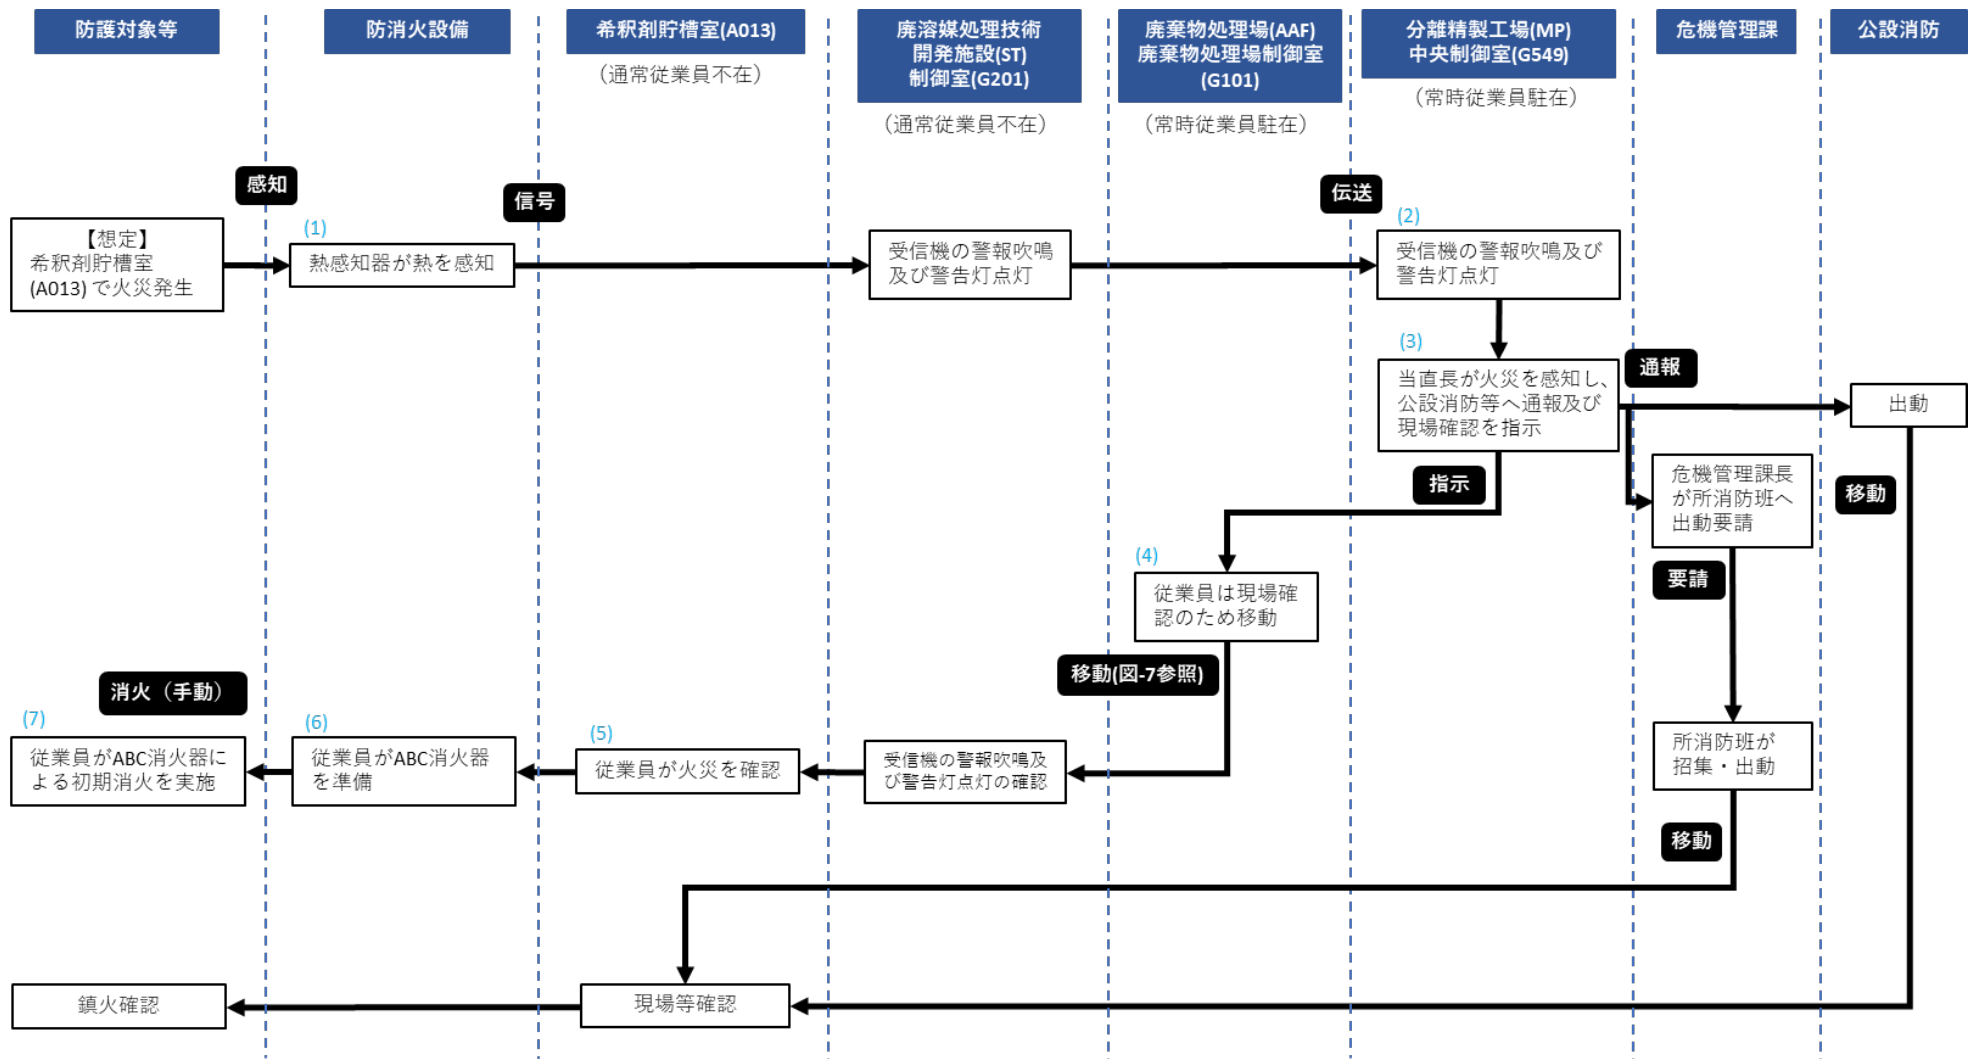 防護対象等
防消火設備
希釈剤貯槽室(A013)
（通常従業員不在）
廃溶媒処理技術
開発施設(ST)
制御室(G201)
（通常従業員不在）
廃棄物処理場(AAF)
廃棄物処理場制御室
(G101)
（常時従業員駐在）
分離精製工場(MP)
中央制御室(G549)
（常時従業員駐在）
危機管理課
公設消防
感知
信号
伝送
【想定】
希釈剤貯槽室
(A013) で火災発生
(1)
熱感知器が熱を感知
受信機の警報吹鳴
及び警告灯点灯
(2)
受信機の警報吹鳴及び
警告灯点灯
(3)
当直長が火災を感知し、
公設消防等へ通報及び
現場確認を指示
通報
出動
指示
危機管理課長
が所消防班へ
出動要請
移動
(4)
従業員は現場確
認のため移動
要請
移動(図-7参照)
消火（手動）
(7)
従業員がABC消火器に
よる初期消火を実施
(6)
従業員がABC消火器
を準備
(5)
従業員が火災を確認
受信機の警報吹鳴及
び警告灯点灯の確認
所消防班が
招集・出動
移動
鎮火確認
現場等確認